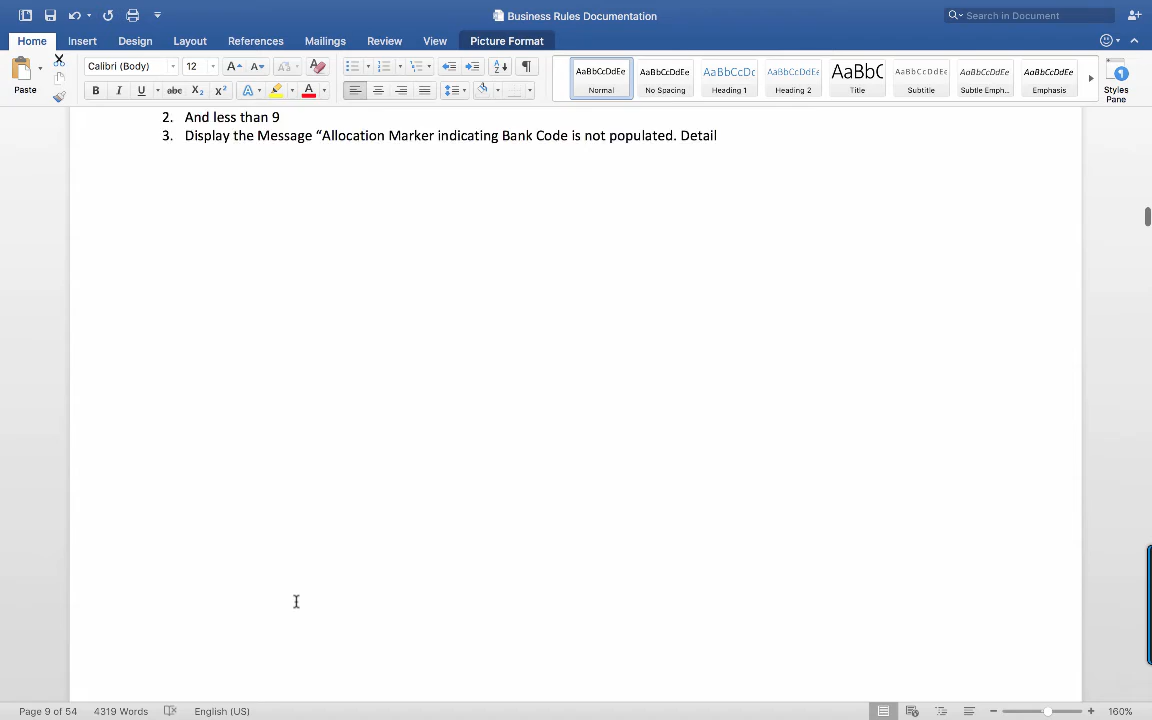 Business Rules Documentation
Search in Document
Home Insert Design Layout References Mailings Review View Picture Format
Paste
Calibri (Body) 12
AaBbCcDdEe AaBbCcDdEe AaBbCcDc AaBbCcDdEe AaBbC AaBbCcDdEe AaBbCcDdEe AaBbCcDdEe
Normal No Spacing Heading 1 Heading 2 Title Subtitle Subtle Emph... Emphasis
Styles
Pane
B I U abc X₂ X² A A
2. And less than 9
3. Display the Message “Allocation Marker indicating Bank Code is not populated. Detail
Page 9 of 54 4319 Words English (US) 160%